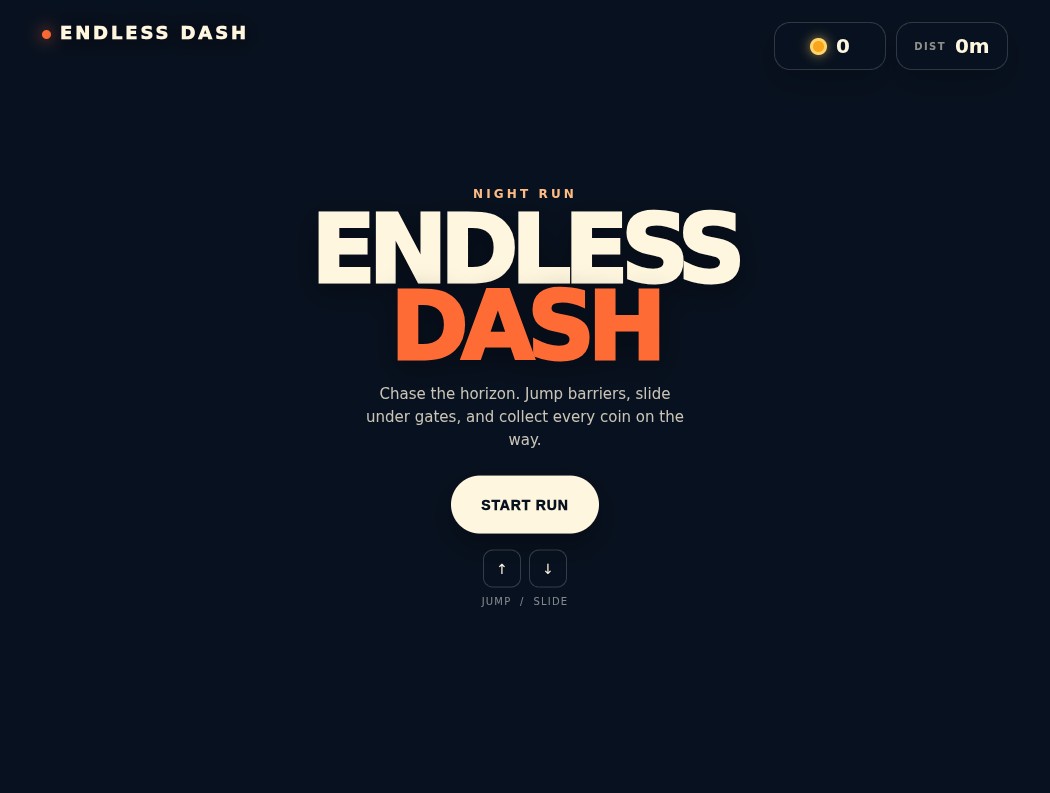 ENDLESS DASH
0
DIST 0m
NIGHT RUN
ENDLESS
DASH
Chase the horizon. Jump barriers, slide
under gates, and collect every coin on the
way.
START RUN
↑ ↓
JUMP / SLIDE